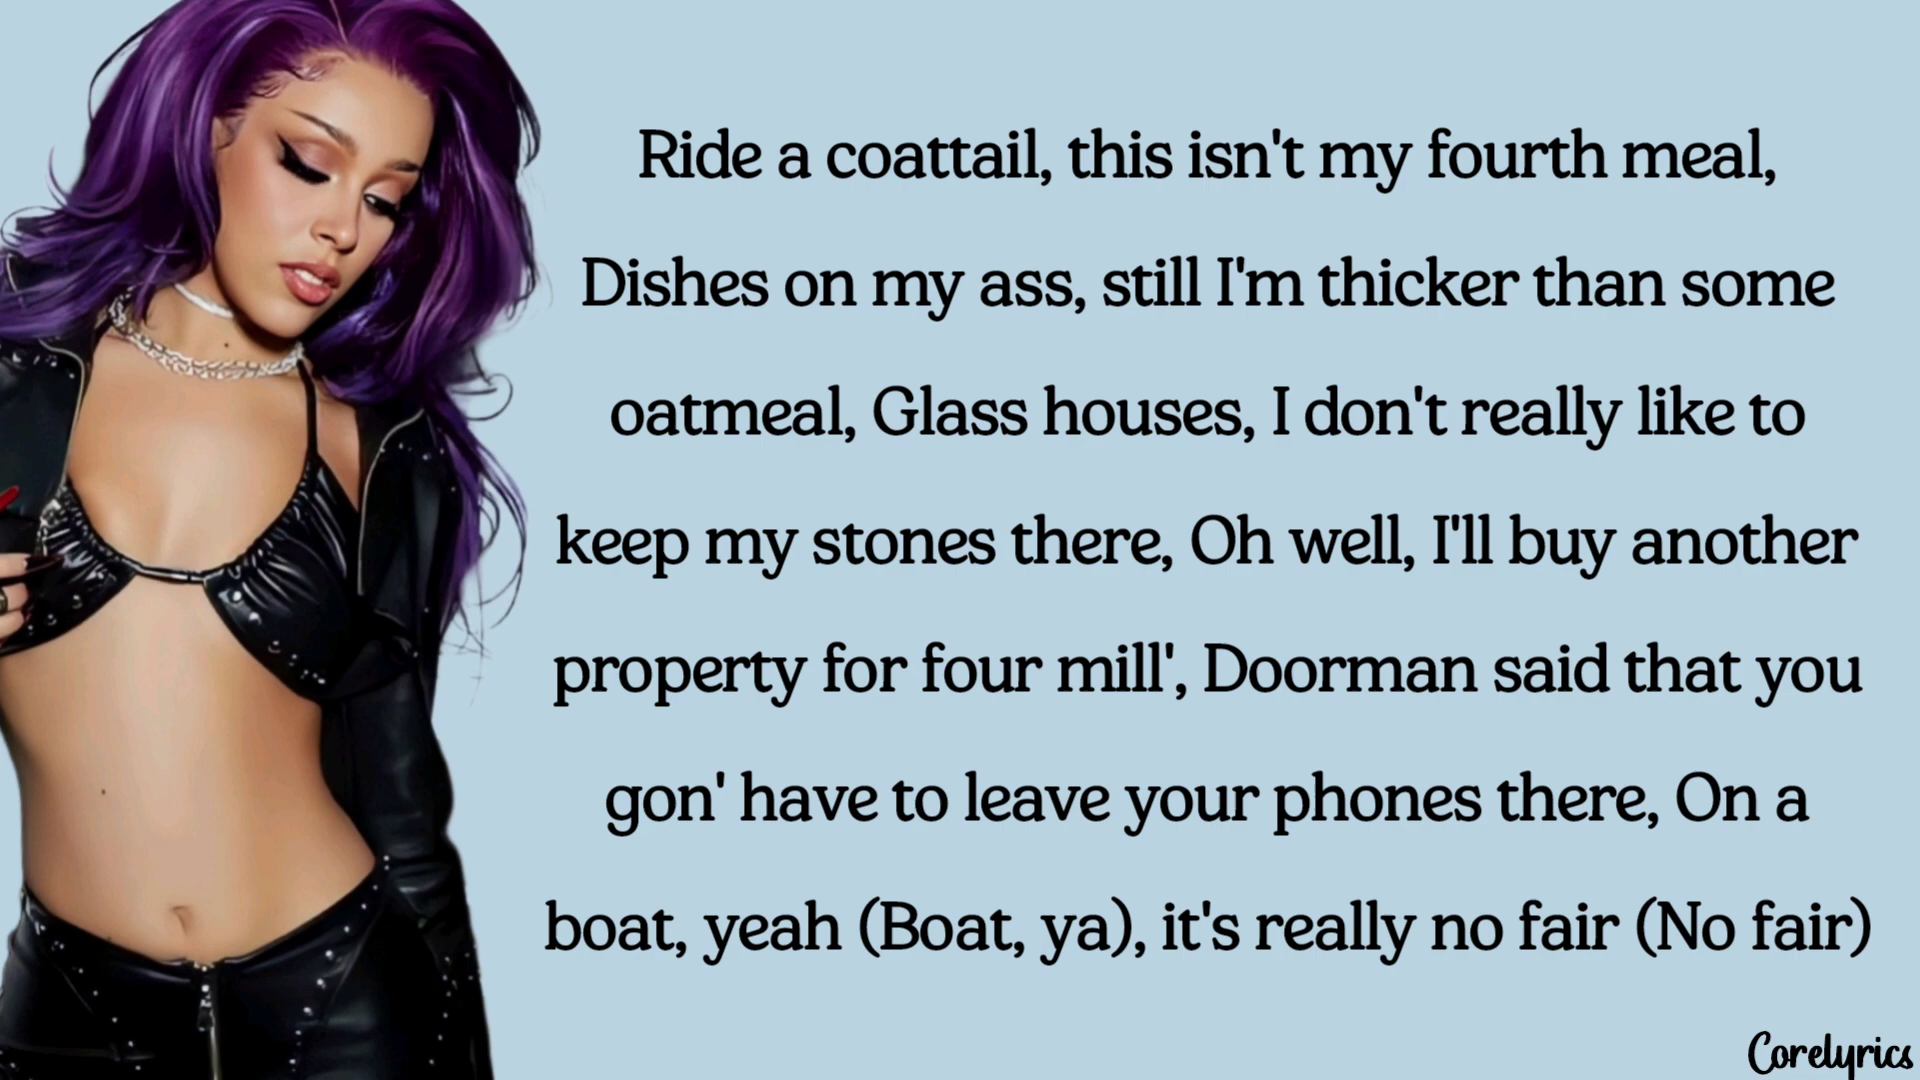 Ride a coattail, this isn't my fourth meal,
Dishes on my ass, still I'm thicker than some
oatmeal, Glass houses, I don't really like to
keep my stones there, Oh well, I'll buy another
property for four mill', Doorman said that you
gon' have to leave your phones there, On a
boat, yeah (Boat, ya), it's really no fair (No fair)
Corelyrics